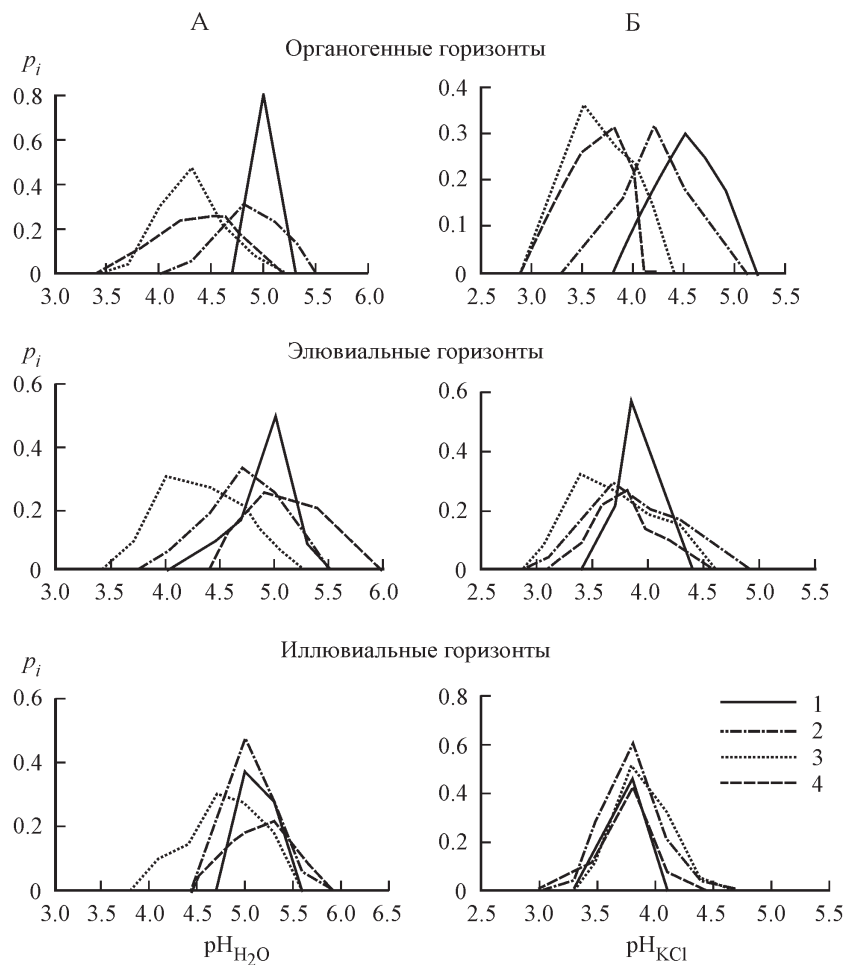 А Б
Органогенные горизонты
p_i
0.8
0.6
0.4
0.2
0
3.0 3.5 4.0 4.5 5.0 6.0
0.4
0.3
0.2
0.1
0
2.5 3.0 3.5 4.0 4.5 5.0 5.5
Элювиальные горизонты
p_i
0.6
0.4
0.2
0
3.0 3.5 4.0 4.5 5.0 5.5 6.0
0.6
0.4
0.2
0
2.5 3.0 3.5 4.0 4.5 5.0 5.5
Иллювиальные горизонты
p_i
0.6
0.4
0.2
0
3.0 3.5 4.0 4.5 5.0 5.5 6.0 6.5
pH_H2O
0.8
0.6
0.4
0.2
0
2.5 3.0 3.5 4.0 4.5 5.0 5.5
pH_KCl
1
2
3
4